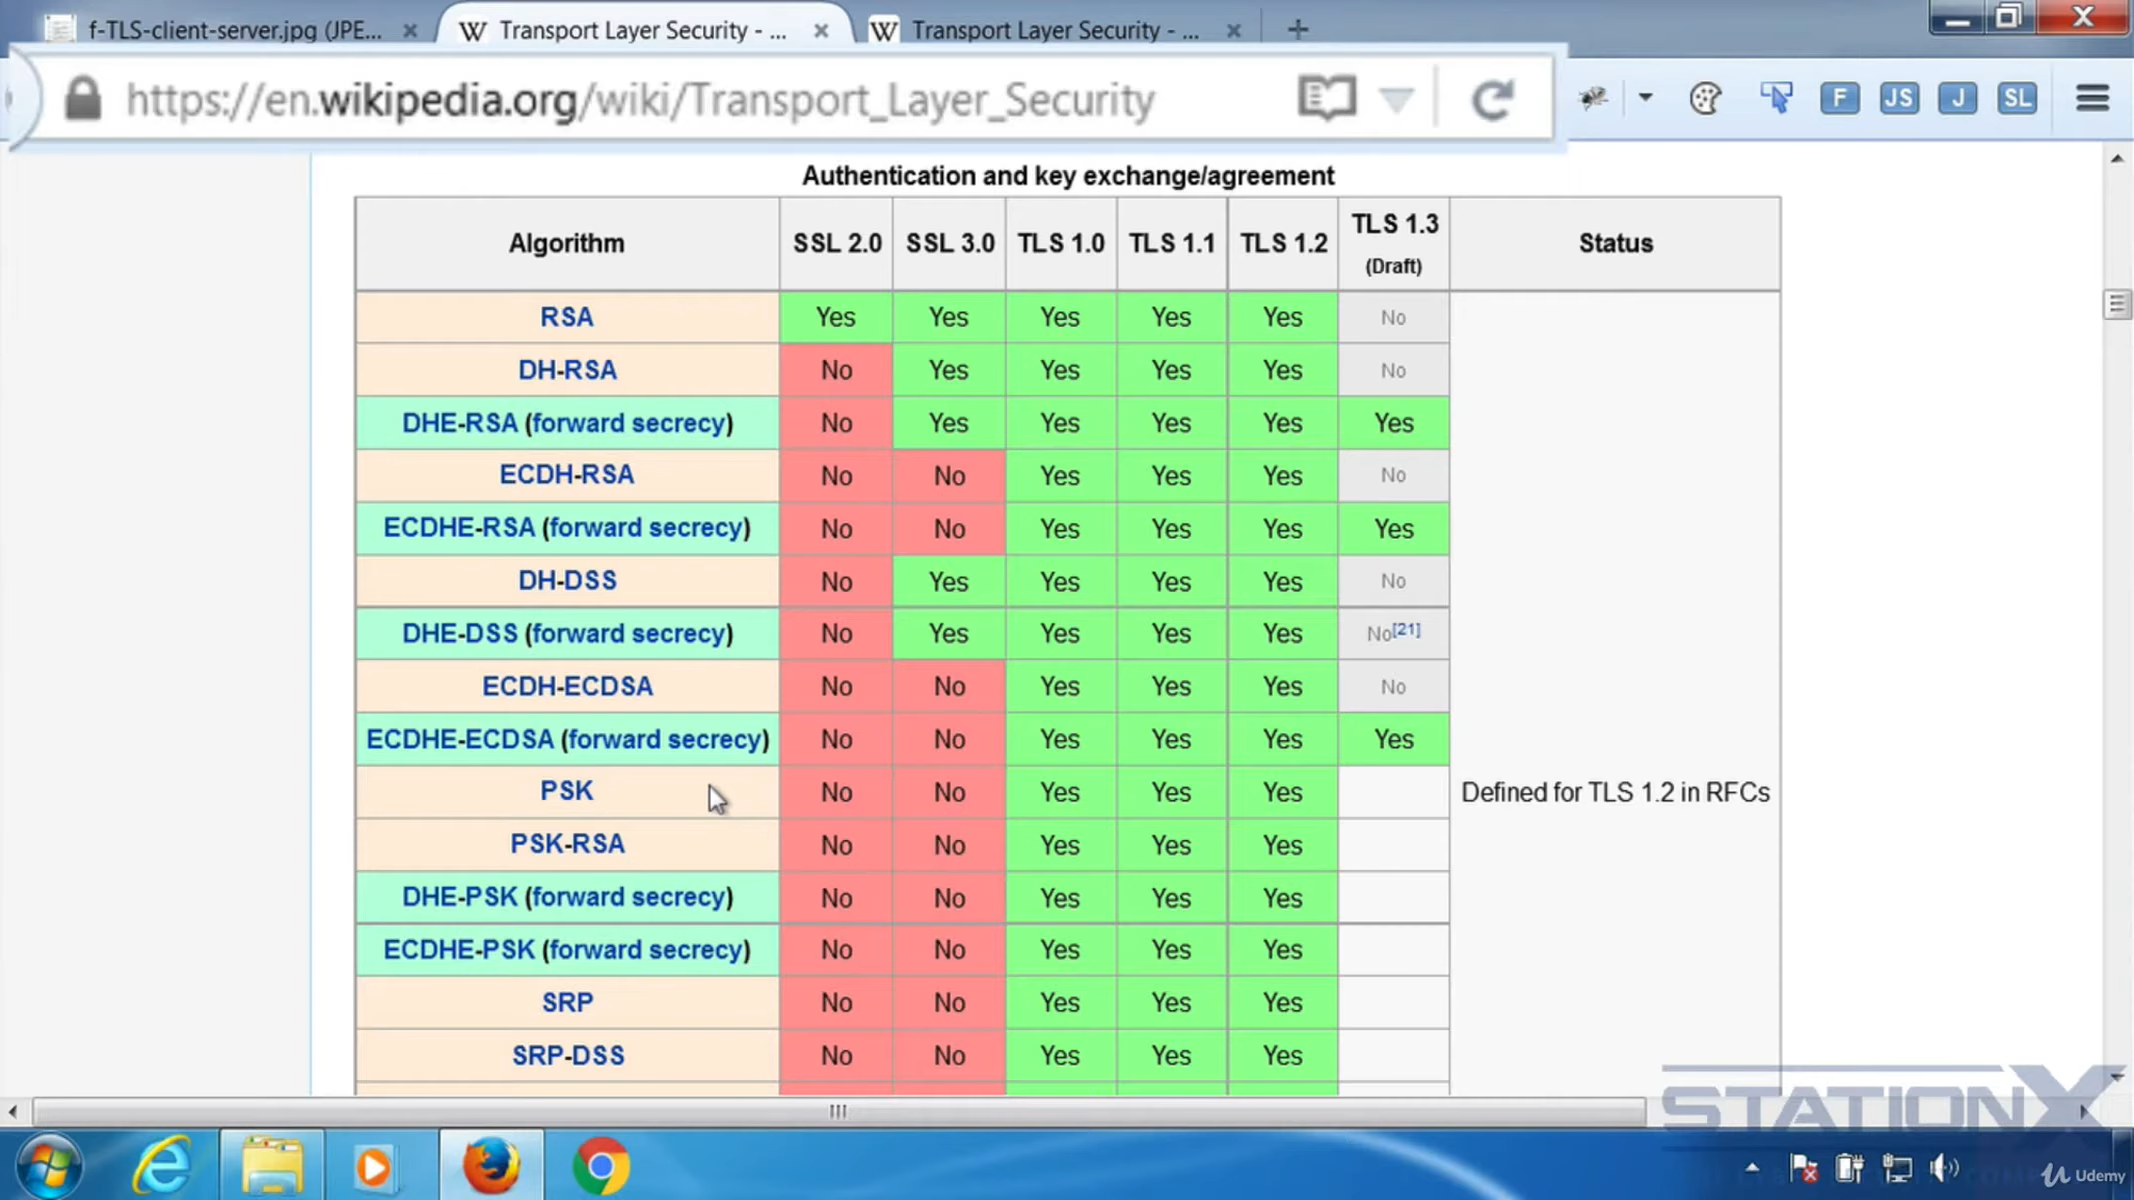 f-TLS-client-server.jpg (JPE...
W Transport Layer Security - ...
W Transport Layer Security - ...
https://en.wikipedia.org/wiki/Transport_Layer_Security
F JS J SL
Authentication and key exchange/agreement
Algorithm SSL 2.0 SSL 3.0 TLS 1.0 TLS 1.1 TLS 1.2 TLS 1.3 (Draft) Status
RSA Yes Yes Yes Yes Yes No
DH-RSA No Yes Yes Yes Yes No
DHE-RSA (forward secrecy) No Yes Yes Yes Yes Yes
ECDH-RSA No No Yes Yes Yes No
ECDHE-RSA (forward secrecy) No No Yes Yes Yes Yes
DH-DSS No Yes Yes Yes Yes No
DHE-DSS (forward secrecy) No Yes Yes Yes Yes No[21]
ECDH-ECDSA No No Yes Yes Yes No
ECDHE-ECDSA (forward secrecy) No No Yes Yes Yes Yes
PSK No No Yes Yes Yes Defined for TLS 1.2 in RFCs
PSK-RSA No No Yes Yes Yes
DHE-PSK (forward secrecy) No No Yes Yes Yes
ECDHE-PSK (forward secrecy) No No Yes Yes Yes
SRP No No Yes Yes Yes
SRP-DSS No No Yes Yes Yes
STATIONX
Udemy